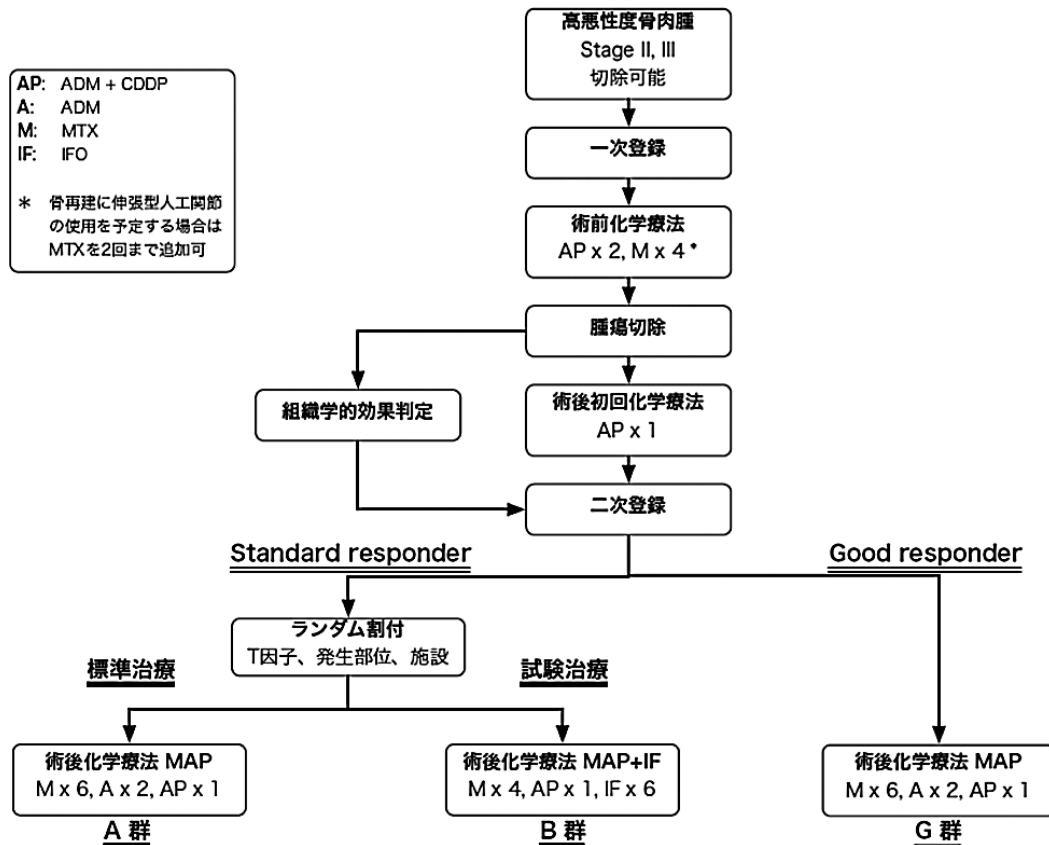 高悪性度骨肉腫
Stage II, III
切除可能
AP: ADM + CDDP
A: ADM
M: MTX
IF: IFO
* 骨再建に伸張型人工関節
の使用を予定する場合は
MTXを2回まで追加可
一次登録
術前化学療法
AP x 2, M x 4 *
腫瘍切除
組織学的効果判定
術後初回化学療法
AP x 1
二次登録
Standard responder
Good responder
ランダム割付
T因子、発生部位、施設
標準治療
試験治療
術後化学療法 MAP
M x 6, A x 2, AP x 1
A 群
術後化学療法 MAP+IF
M x 4, AP x 1, IF x 6
B 群
術後化学療法 MAP
M x 6, A x 2, AP x 1
G 群